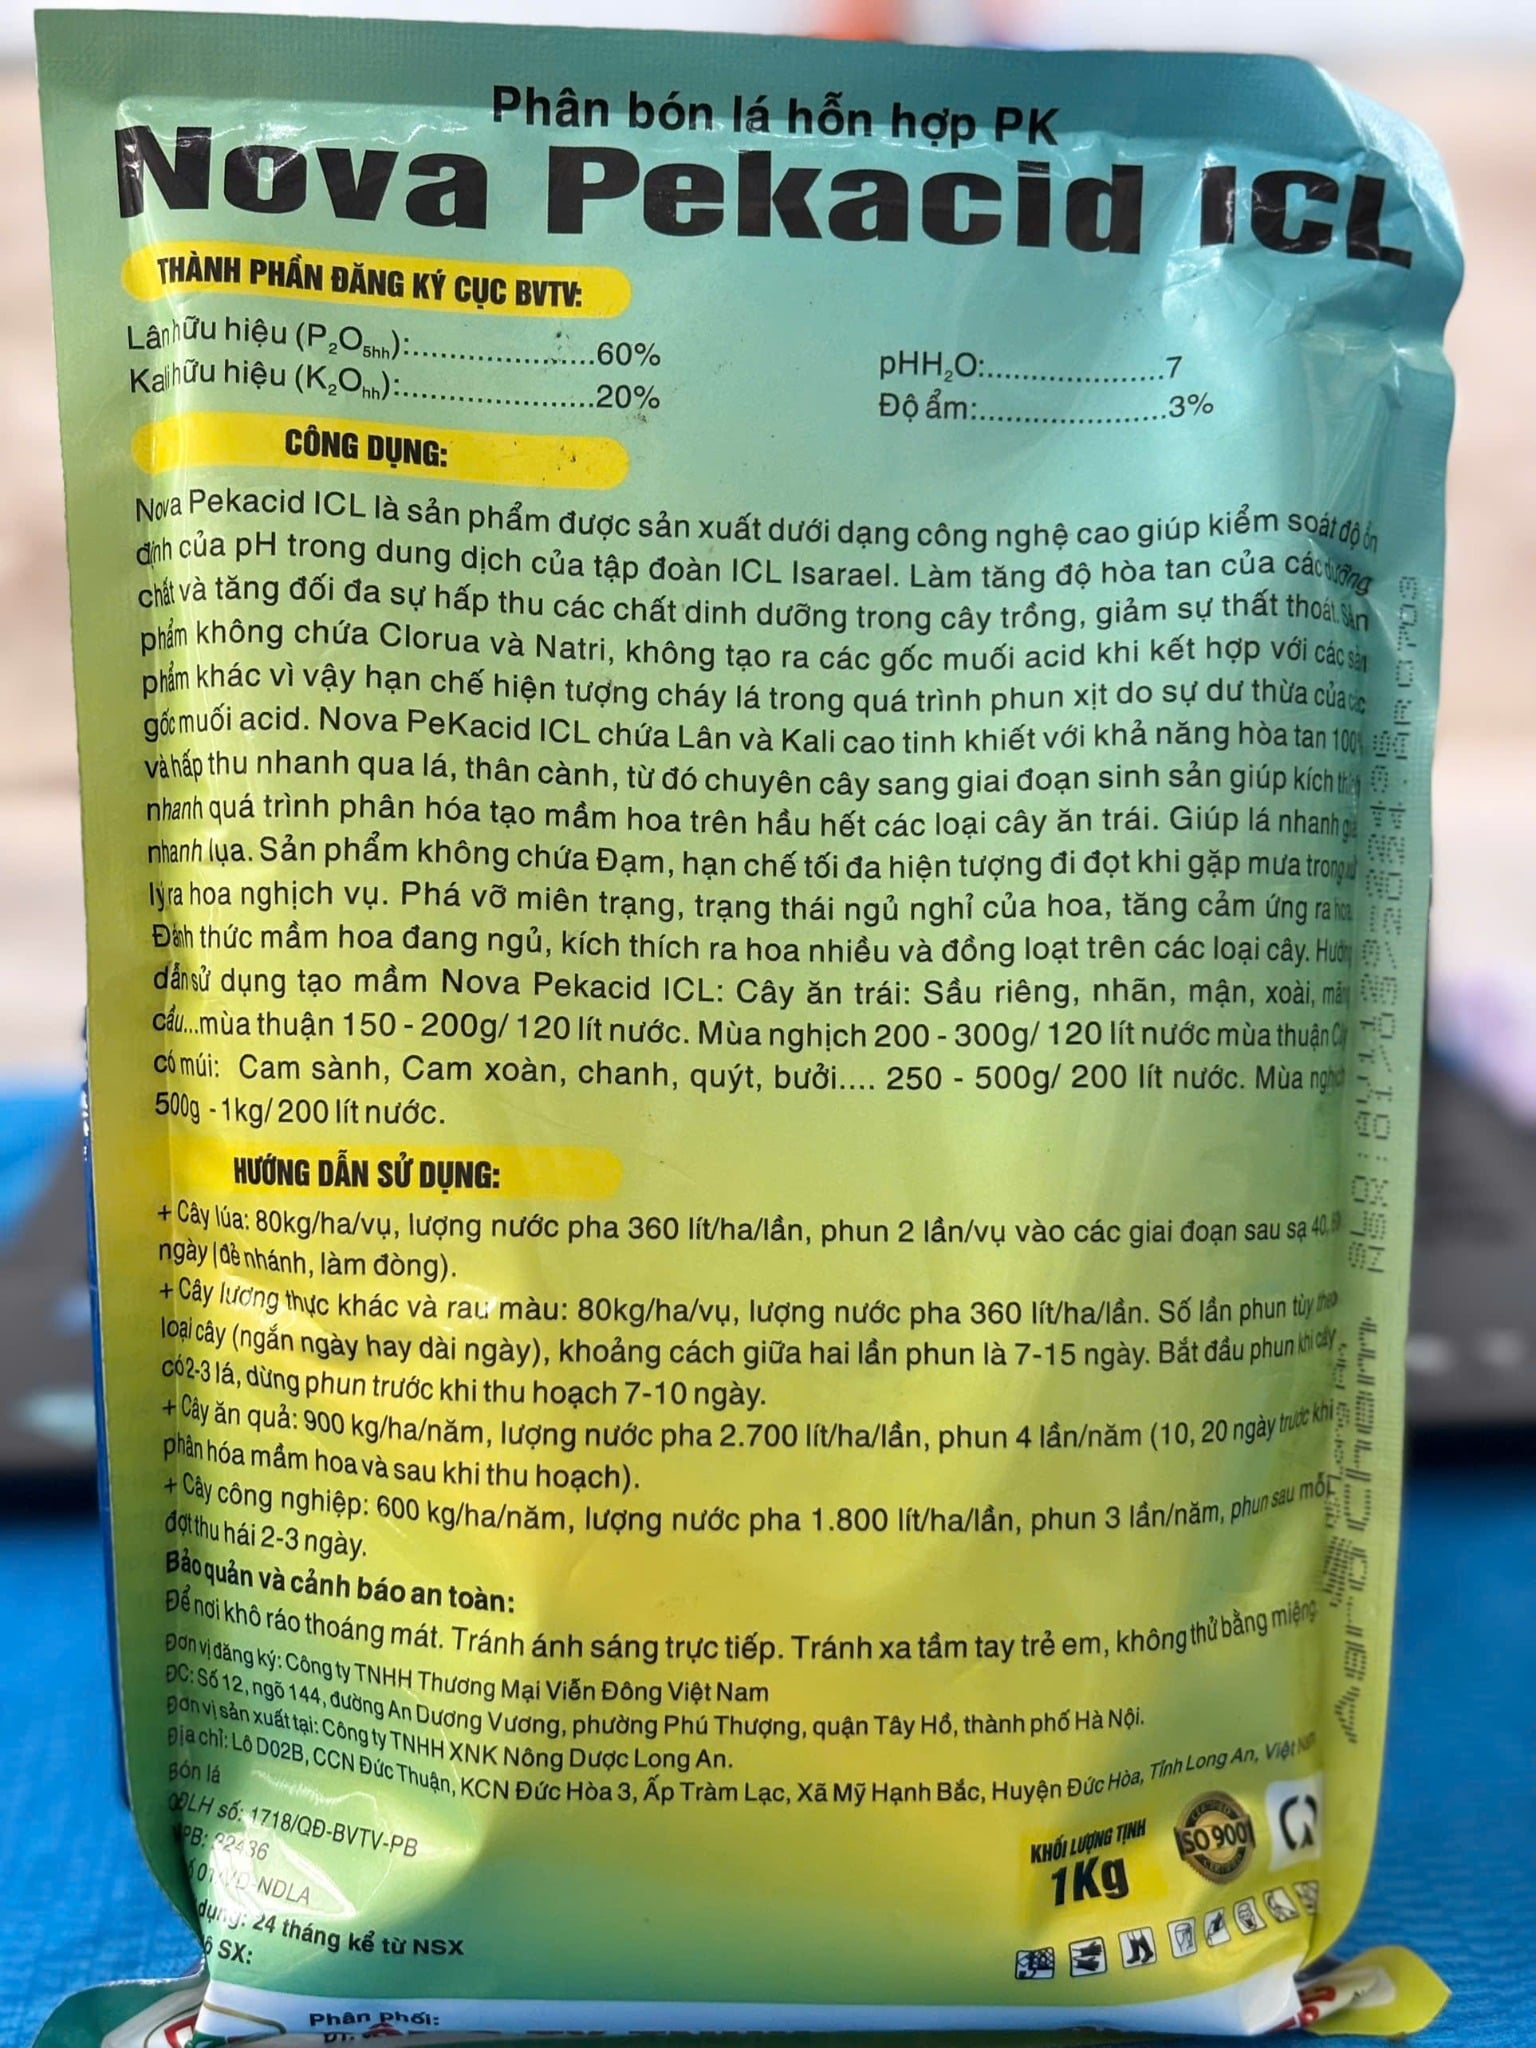 Phân bón lá hỗn hợp PK
Nova Pekacid ICL
THÀNH PHẦN ĐĂNG KÝ CỤC BVTV:
Lân hữu hiệu (P₂O₅hh):......................60%
Kali hữu hiệu (K₂Ohh):........................20%
pHH₂O:......................7
Độ ẩm:.......................3%
CÔNG DỤNG:
Nova Pekacid ICL là sản phẩm được sản xuất dưới dạng công nghệ cao giúp kiểm soát độ ổn
định của pH trong dung dịch của tập đoàn ICL Isarael. Làm tăng độ hòa tan của các dưỡng
chất và tăng đối đa sự hấp thu các chất dinh dưỡng trong cây trồng, giảm sự thất thoát. Sản
phẩm không chứa Clorua và Natri, không tạo ra các gốc muối acid khi kết hợp với các sản
phẩm khác vì vậy hạn chế hiện tượng cháy lá trong quá trình phun xịt do sự dư thừa của các
gốc muối acid. Nova PeKacid ICL chứa Lân và Kali cao tinh khiết với khả năng hòa tan 100%
và hấp thu nhanh qua lá, thân cành, từ đó chuyên cây sang giai đoạn sinh sản giúp kích thích
nhanh quá trình phân hóa tạo mầm hoa trên hầu hết các loại cây ăn trái. Giúp lá nhanh già
nhanh lụa. Sản phẩm không chứa Đạm, hạn chế tối đa hiện tượng đi đọt khi gặp mưa trong xử
lý ra hoa nghịch vụ. Phá vỡ miên trạng, trạng thái ngủ nghỉ của hoa, tăng cảm ứng ra hoa.
Đánh thức mầm hoa đang ngủ, kích thích ra hoa nhiều và đồng loạt trên các loại cây. Hướng
dẫn sử dụng tạo mầm Nova Pekacid ICL: Cây ăn trái: Sầu riêng, nhãn, mận, xoài, mãng
cầu...mùa thuận 150 - 200g/ 120 lít nước. Mùa nghịch 200 - 300g/ 120 lít nước mùa thuận Cây
có múi: Cam sành, Cam xoàn, chanh, quýt, bưởi.... 250 - 500g/ 200 lít nước. Mùa nghịch
500g - 1kg/ 200 lít nước.
HƯỚNG DẪN SỬ DỤNG:
+ Cây lúa: 80kg/ha/vụ, lượng nước pha 360 lít/ha/lần, phun 2 lần/vụ vào các giai đoạn sau sạ 40,
ngày (đẻ nhánh, làm đòng).
+ Cây lương thực khác và rau màu: 80kg/ha/vụ, lượng nước pha 360 lít/ha/lần. Số lần phun tùy theo
loại cây (ngắn ngày hay dài ngày), khoảng cách giữa hai lần phun là 7-15 ngày. Bắt đầu phun khi cây
có 2-3 lá, dừng phun trước khi thu hoạch 7-10 ngày.
+ Cây ăn quả: 900 kg/ha/năm, lượng nước pha 2.700 lít/ha/lần, phun 4 lần/năm (10, 20 ngày trước khi
phân hóa mầm hoa và sau khi thu hoạch).
+ Cây công nghiệp: 600 kg/ha/năm, lượng nước pha 1.800 lít/ha/lần, phun 3 lần/năm, phun sau mỗi
đợt thu hái 2-3 ngày.
Bảo quản và cảnh báo an toàn:
Để nơi khô ráo thoáng mát. Tránh ánh sáng trực tiếp. Tránh xa tầm tay trẻ em, không thử bằng miệng.
Đơn vị đăng ký: Công ty TNHH Thương Mại Viễn Đông Việt Nam
ĐC: Số 12, ngõ 144, đường An Dương Vương, phường Phú Thượng, quận Tây Hồ, thành phố Hà Nội.
Đơn vị sản xuất tại: Công ty TNHH XNK Nông Dược Long An.
Địa chỉ: Lô D02B, CCN Đức Thuận, KCN Đức Hòa 3, Ấp Tràm Lạc, Xã Mỹ Hạnh Bắc, Huyện Đức Hòa, Tỉnh Long An, Việt Nam
Bón lá
QĐLH số: 1718/QĐ-BVTV-PB
dụng: 24 tháng kể từ NSX
SX:
KHỐI LƯỢNG TỊNH
1Kg
ISO 9001
Phân Phối: